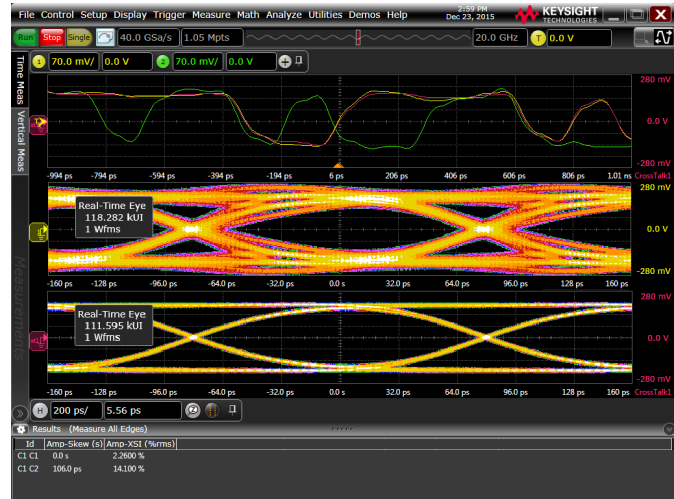 File Control Setup Display Trigger Measure Math Analyze Utilities Demos Help
2:59 PM
Dec 23, 2015
KEYSIGHT
TECHNOLOGIES
Run Stop Single 40.0 GSa/s 1.05 Mpts 20.0 GHz T 0.0 V
1 70.0 mV/ 0.0 V 2 70.0 mV/ 0.0 V
Time Meas
Vertical Meas
Measurements
280 mV
0.0 V
-280 mV
-994 ps -794 ps -594 ps -394 ps -194 ps 6 ps 206 ps 406 ps 606 ps 806 ps 1.01 ns CrossTalk1
280 mV
Real-Time Eye
118.282 kUI
1 Wfms
0.0 V
-280 mV
-160 ps -128 ps -96.0 ps -64.0 ps -32.0 ps 0.0 s 32.0 ps 64.0 ps 96.0 ps 128 ps 160 ps
280 mV
Real-Time Eye
111.595 kUI
1 Wfms
0.0 V
-280 mV
-160 ps -128 ps -96.0 ps -64.0 ps -32.0 ps 0.0 s 32.0 ps 64.0 ps 96.0 ps 128 ps 160 ps CrossTalk1
H 200 ps/ 5.56 ps
Results (Measure All Edges)
Id Amp-Skew (s) Amp-XSI (%rms)
C1 C1 0.0 s 2.2600 %
C1 C2 106.0 ps 14.100 %